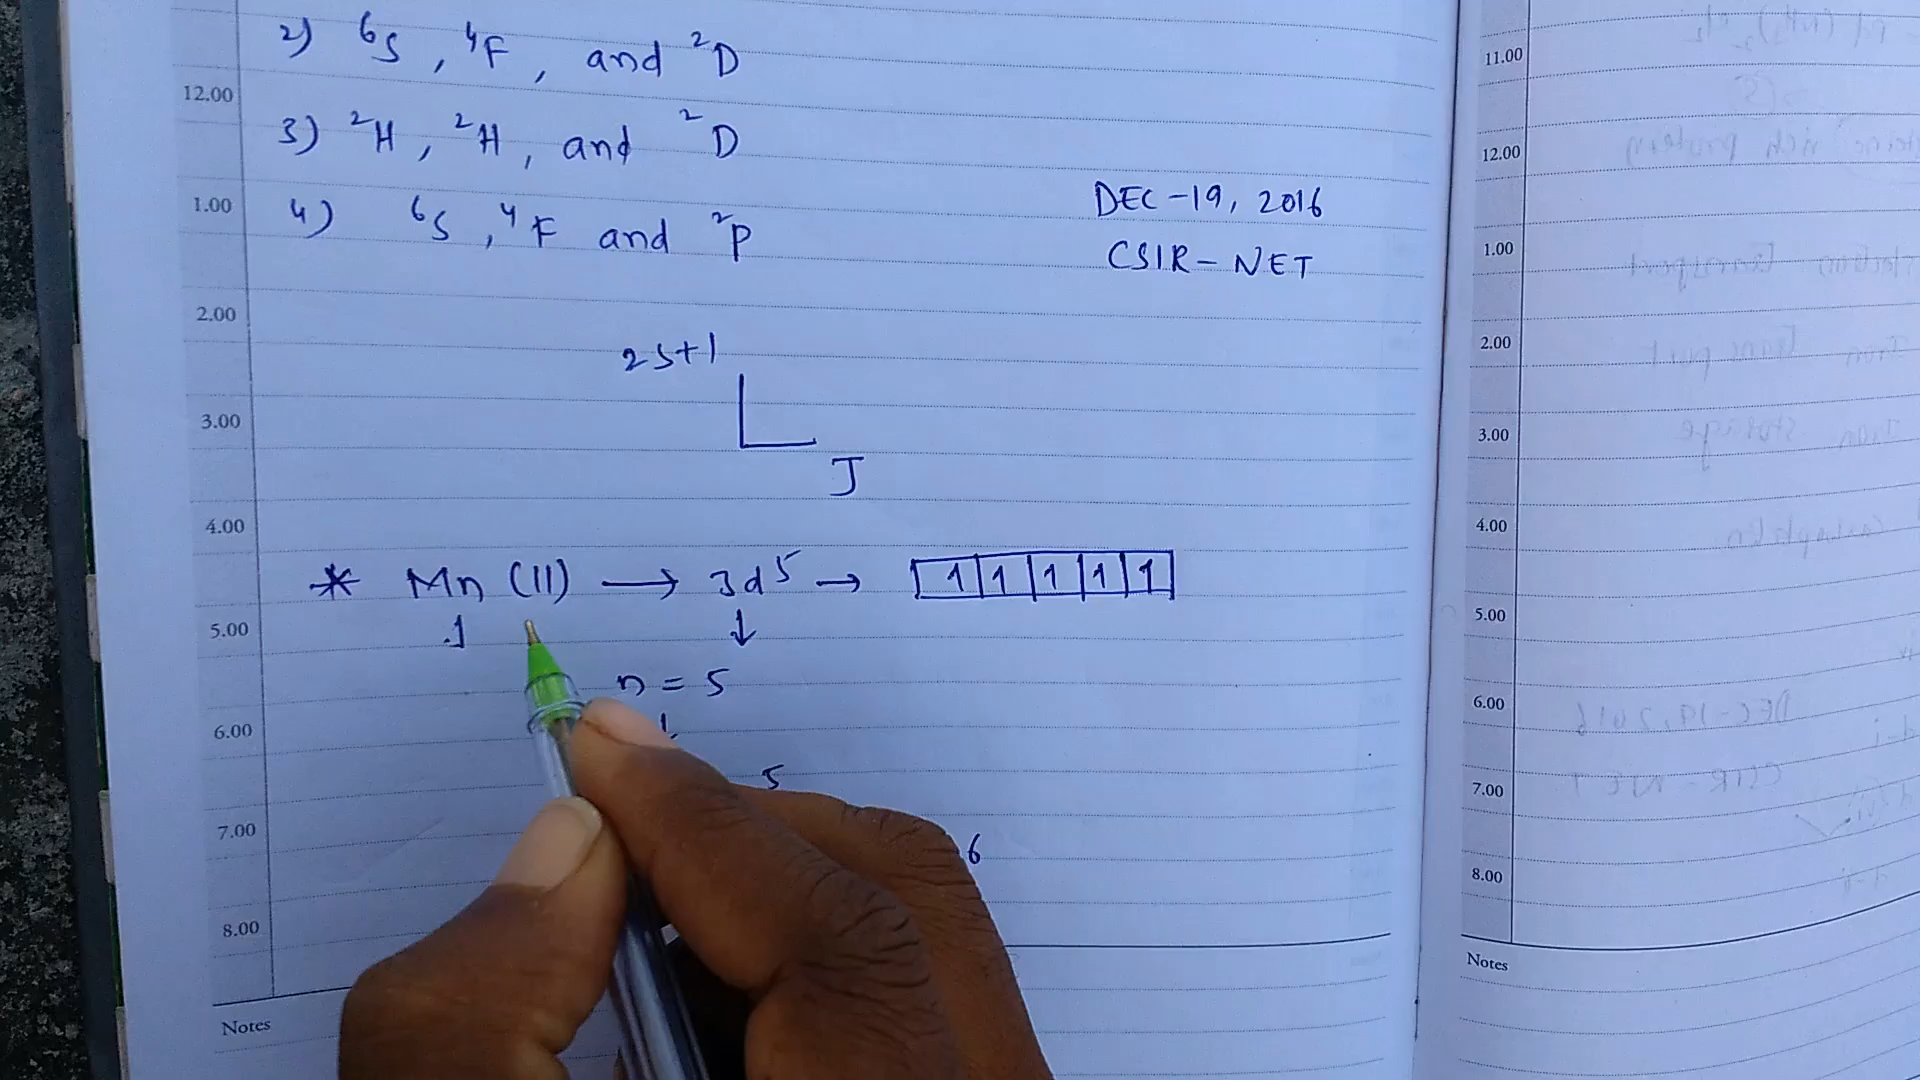 2) ⁶S, ⁴F, and ²D
12.00
3) ²H, ²H, and ²D
1.00
4) ⁶S, ⁴F and ²P
DEC-19, 2016
CSIR-NET
2.00
2S+1
L
3.00
J
4.00
* Mn (II) → 3d⁵ → 1 1 1 1 1
5.00
1 ↓
n = 5
6.00
↓
5
7.00
6
8.00
Notes
11.00
12.00
1.00
2.00
3.00
4.00
5.00
6.00
7.00
8.00
Notes